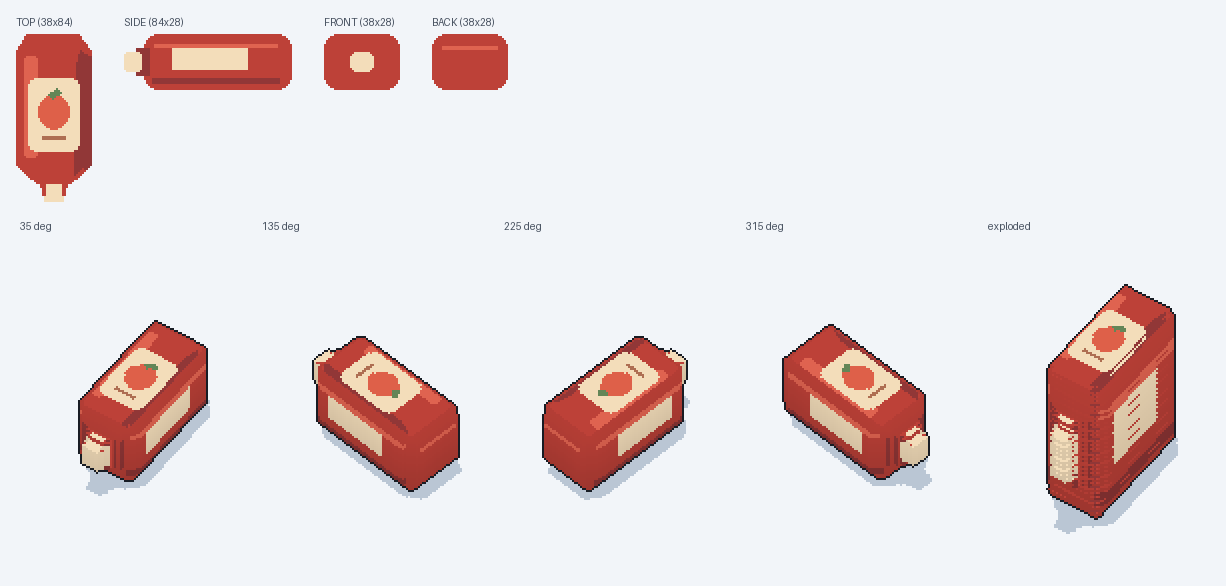 TOP (38x84)
SIDE (84x28)
FRONT (38x28)
BACK (38x28)
35 deg
135 deg
225 deg
315 deg
exploded